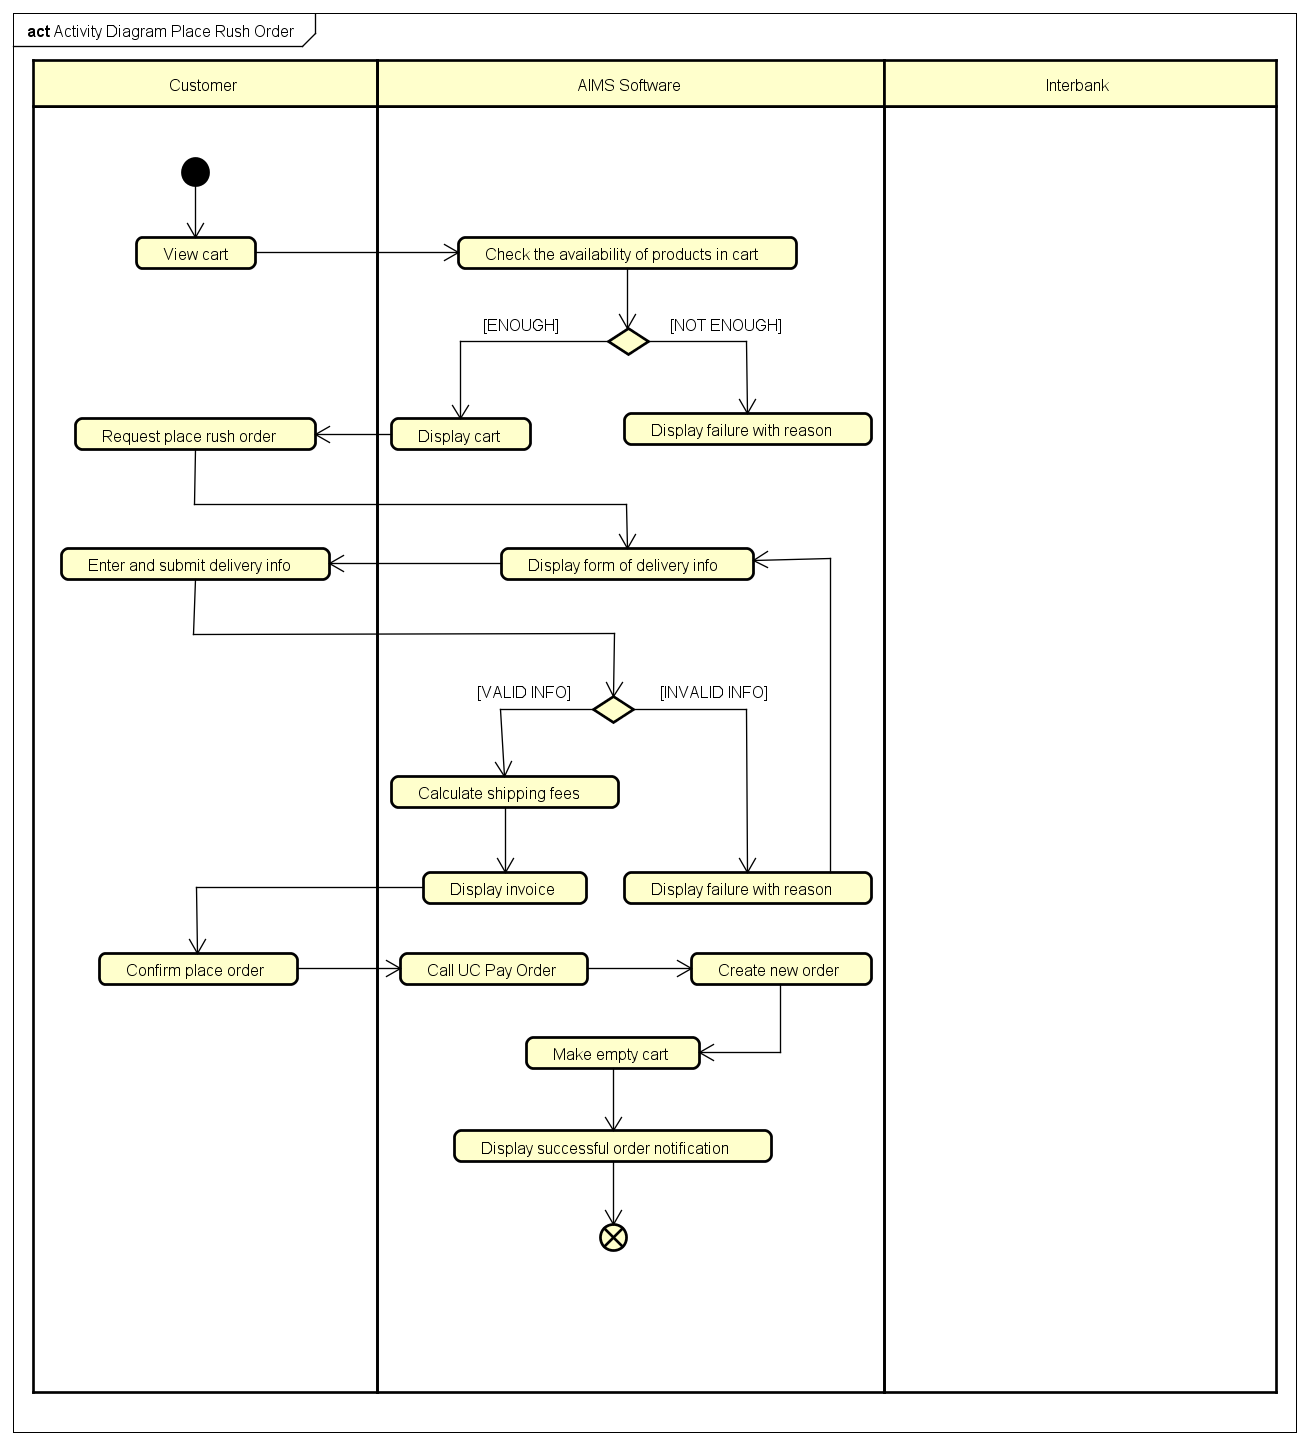 act Activity Diagram Place Rush Order
Customer
AIMS Software
Interbank
View cart
Check the availability of products in cart
[ENOUGH]
[NOT ENOUGH]
Request place rush order
Display cart
Display failure with reason
Enter and submit delivery info
Display form of delivery info
[VALID INFO]
[INVALID INFO]
Calculate shipping fees
Display invoice
Display failure with reason
Confirm place order
Call UC Pay Order
Create new order
Make empty cart
Display successful order notification